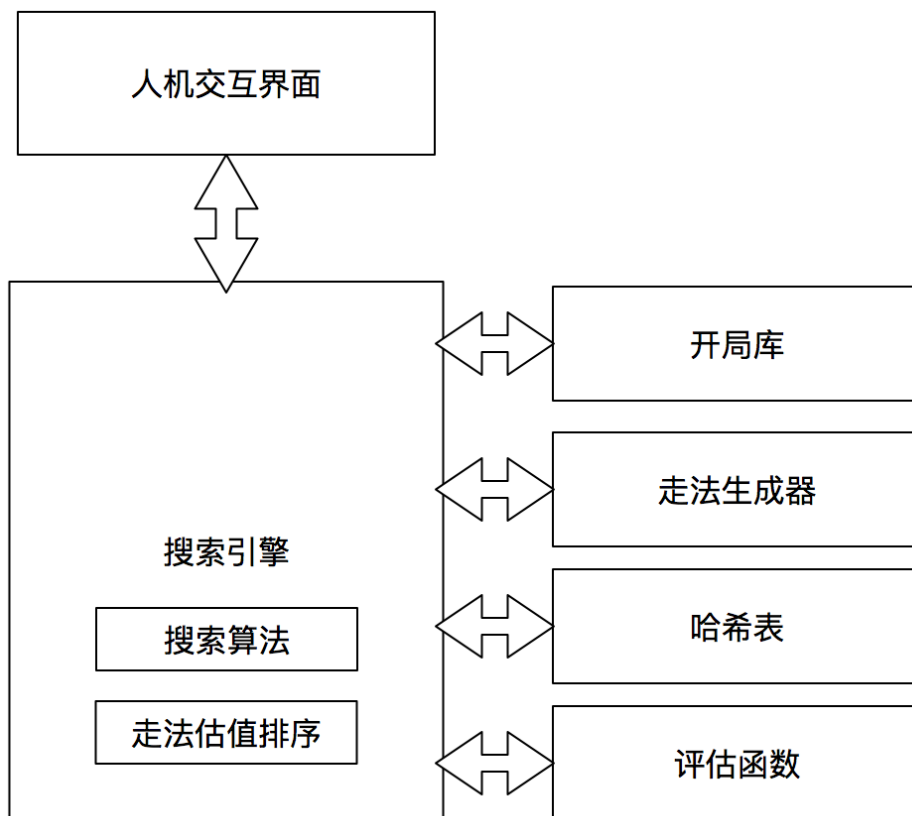 人机交互界面
开局库
走法生成器
搜索引擎
搜索算法
哈希表
走法估值排序
评估函数